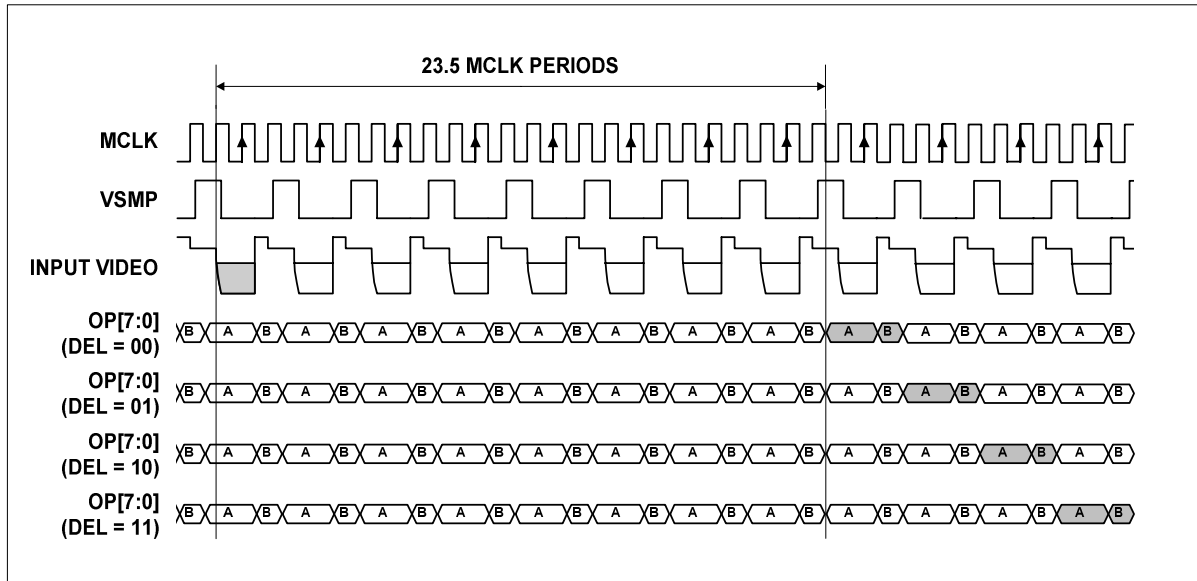 23.5 MCLK PERIODS
MCLK
VSMP
INPUT VIDEO
OP[7:0]
(DEL = 00)
B A B A B A B A B A B A B A B A B A B A B A B A B
OP[7:0]
(DEL = 01)
B A B A B A B A B A B A B A B A B A B A B A B A B
OP[7:0]
(DEL = 10)
B A B A B A B A B A B A B A B A B A B A B A B A B
OP[7:0]
(DEL = 11)
B A B A B A B A B A B A B A B A B A B A B A B A B